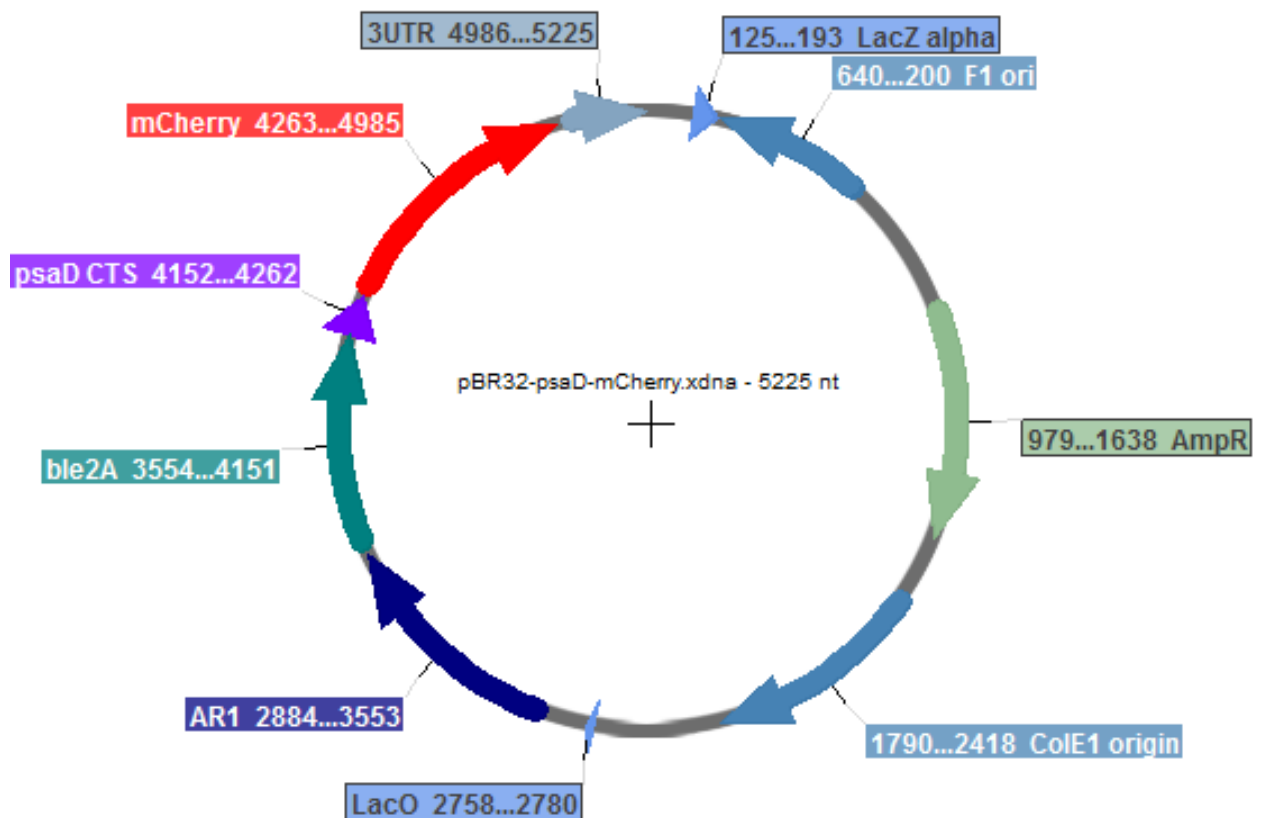 3UTR 4986...5225
125...193 LacZ alpha
640...200 F1 ori
mCherry 4263...4985
psaD CTS 4152...4262
pBR32-psaD-mCherry.xdna - 5225 nt
979...1638 AmpR
ble2A 3554...4151
AR1 2884...3553
1790...2418 ColE1 origin
LacO 2758...2780